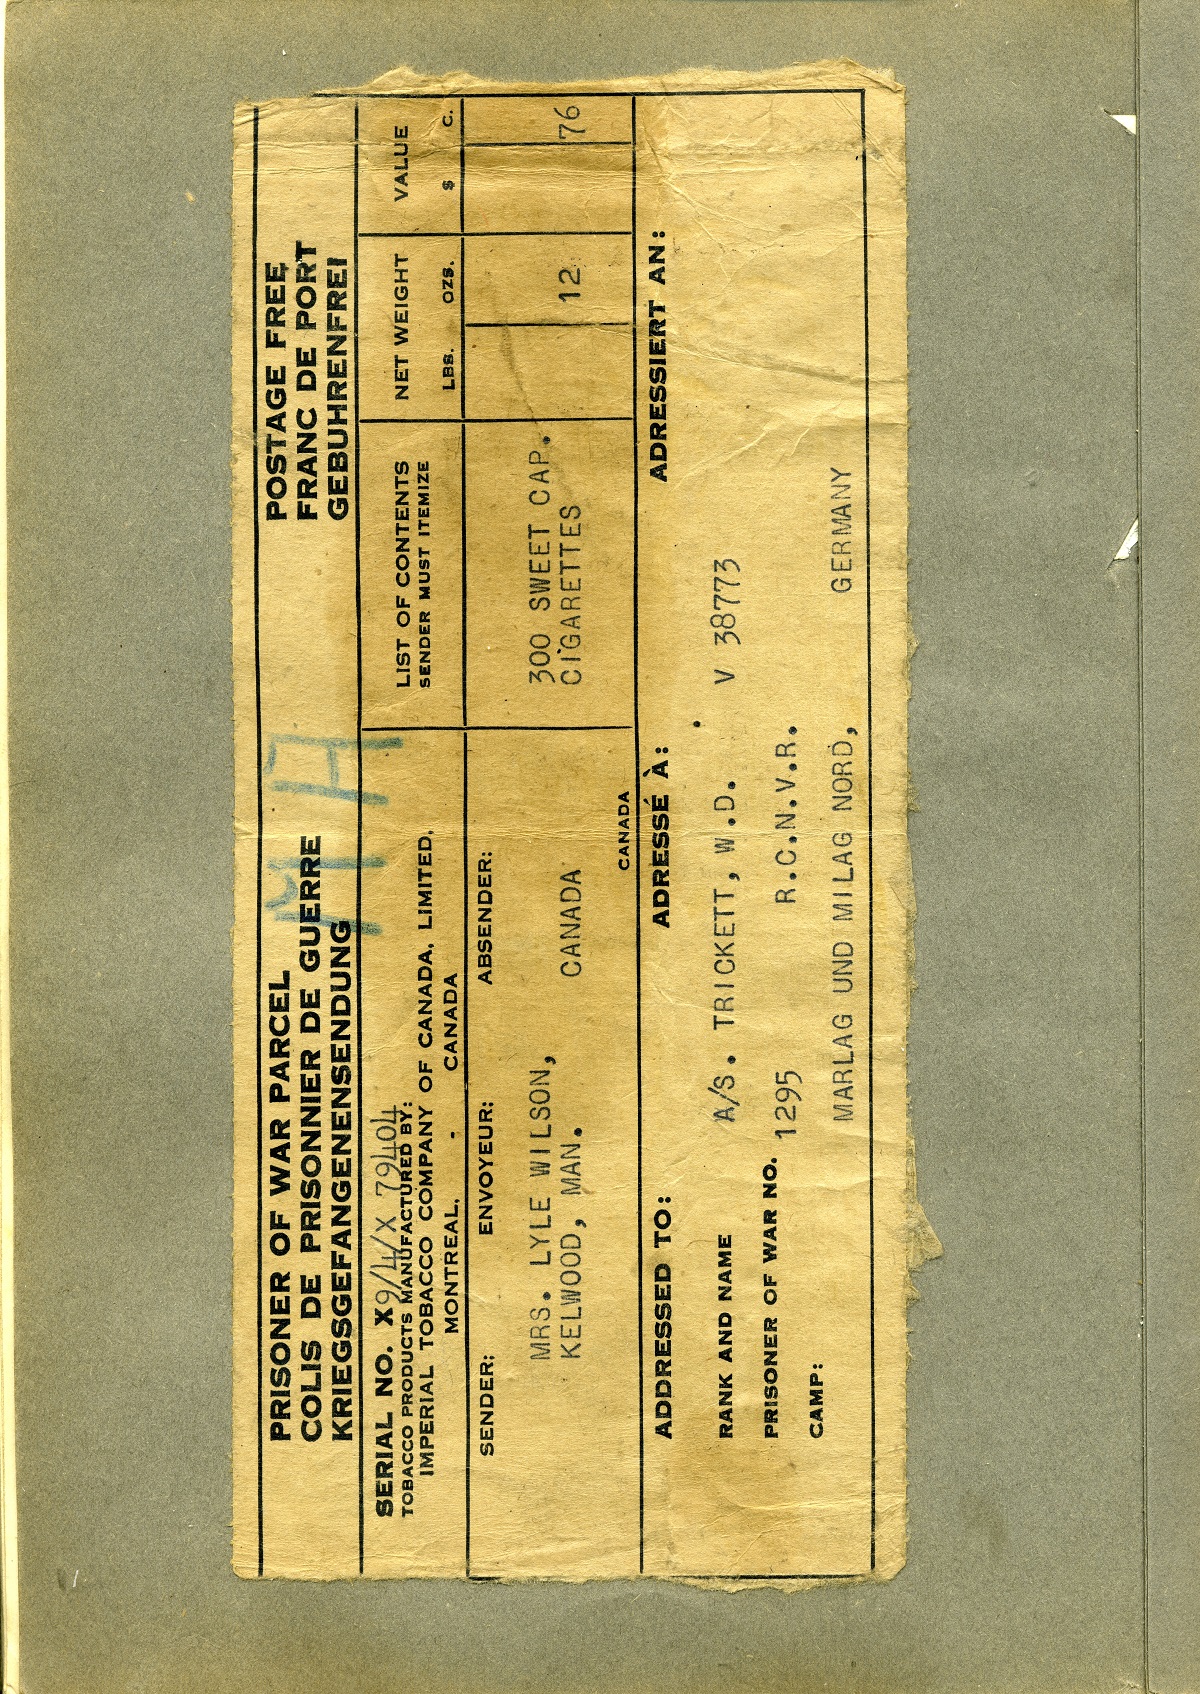 PRISONER OF WAR PARCEL
COLIS DE PRISONNIER DE GUERRE
KRIEGSGEFANGENENSENDUNG
POSTAGE FREE
FRANC DE PORT
GEBUHRENFREI
SERIAL NO. X9/4/X 79404
TOBACCO PRODUCTS MANUFACTURED BY:
IMPERIAL TOBACCO COMPANY OF CANADA, LIMITED,
MONTREAL, - CANADA
LIST OF CONTENTS
SENDER MUST ITEMIZE
NET WEIGHT
LBS. OZS.
VALUE
$ C.
SENDER: ENVOYEUR: ABSENDER:
MRS. LYLE WILSON,
KELWOOD, MAN. CANADA
CANADA
300 SWEET CAP.
CIGARETTES
12
76
ADDRESSED TO: ADRESSÉ À: ADRESSIERT AN:
RANK AND NAME A/S. TRICKETT, W.D. V 38773
PRISONER OF WAR NO. 1295 R.C.N.V.R.
CAMP: MARLAG UND MILAG NORD, GERMANY